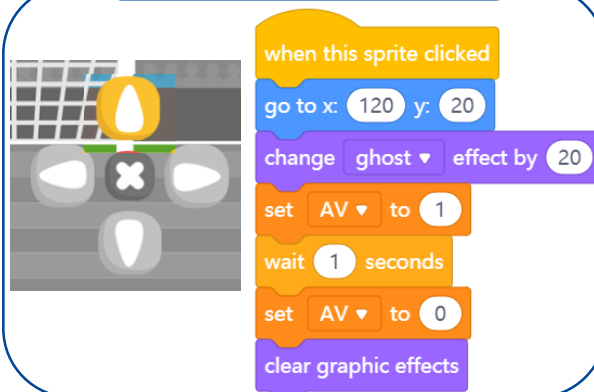 when this sprite clicked
go to x: 120 y: 20
change ghost ▾ effect by 20
set AV ▾ to 1
wait 1 seconds
set AV ▾ to 0
clear graphic effects